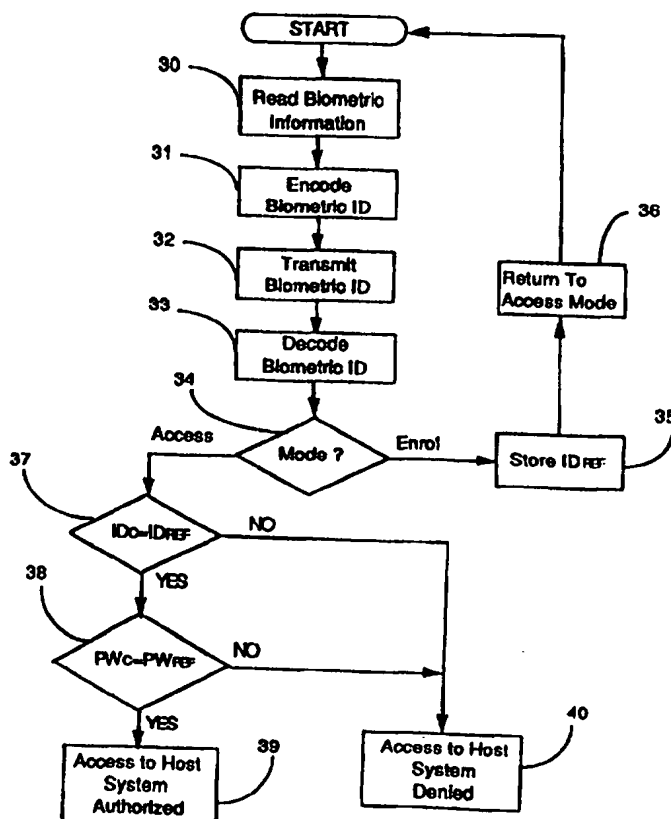 START
30
Read Biometric
Information
31
Encode
Biometric ID
32
Transmit
Biometric ID
33
Decode
Biometric ID
34
Mode ?
Access
Enrol
35
Store IDREF
36
Return To
Access Mode
37
IDC=IDREF
NO
YES
38
PWC=PWREF
NO
YES
39
Access to Host
System
Authorized
40
Access to Host
System
Denied